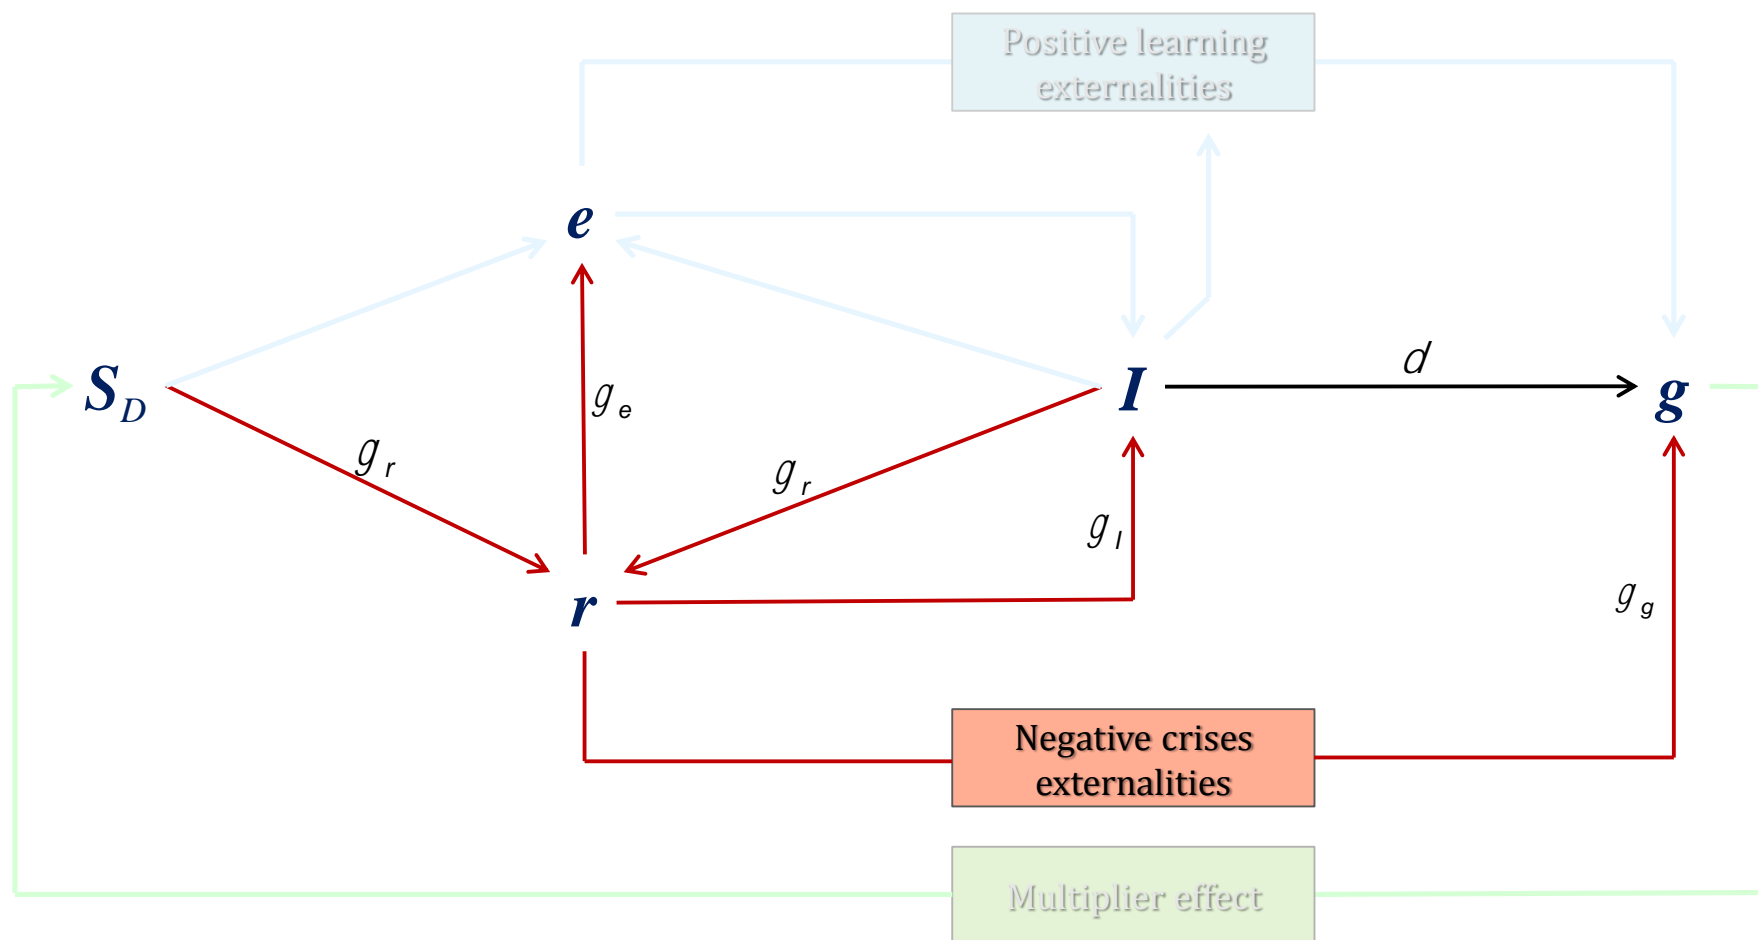 Positive learning
externalities
e
S_D
g_e
g_r
g_r
I
d
g
g_I
r
g_g
Negative crises
externalities
Multiplier effect